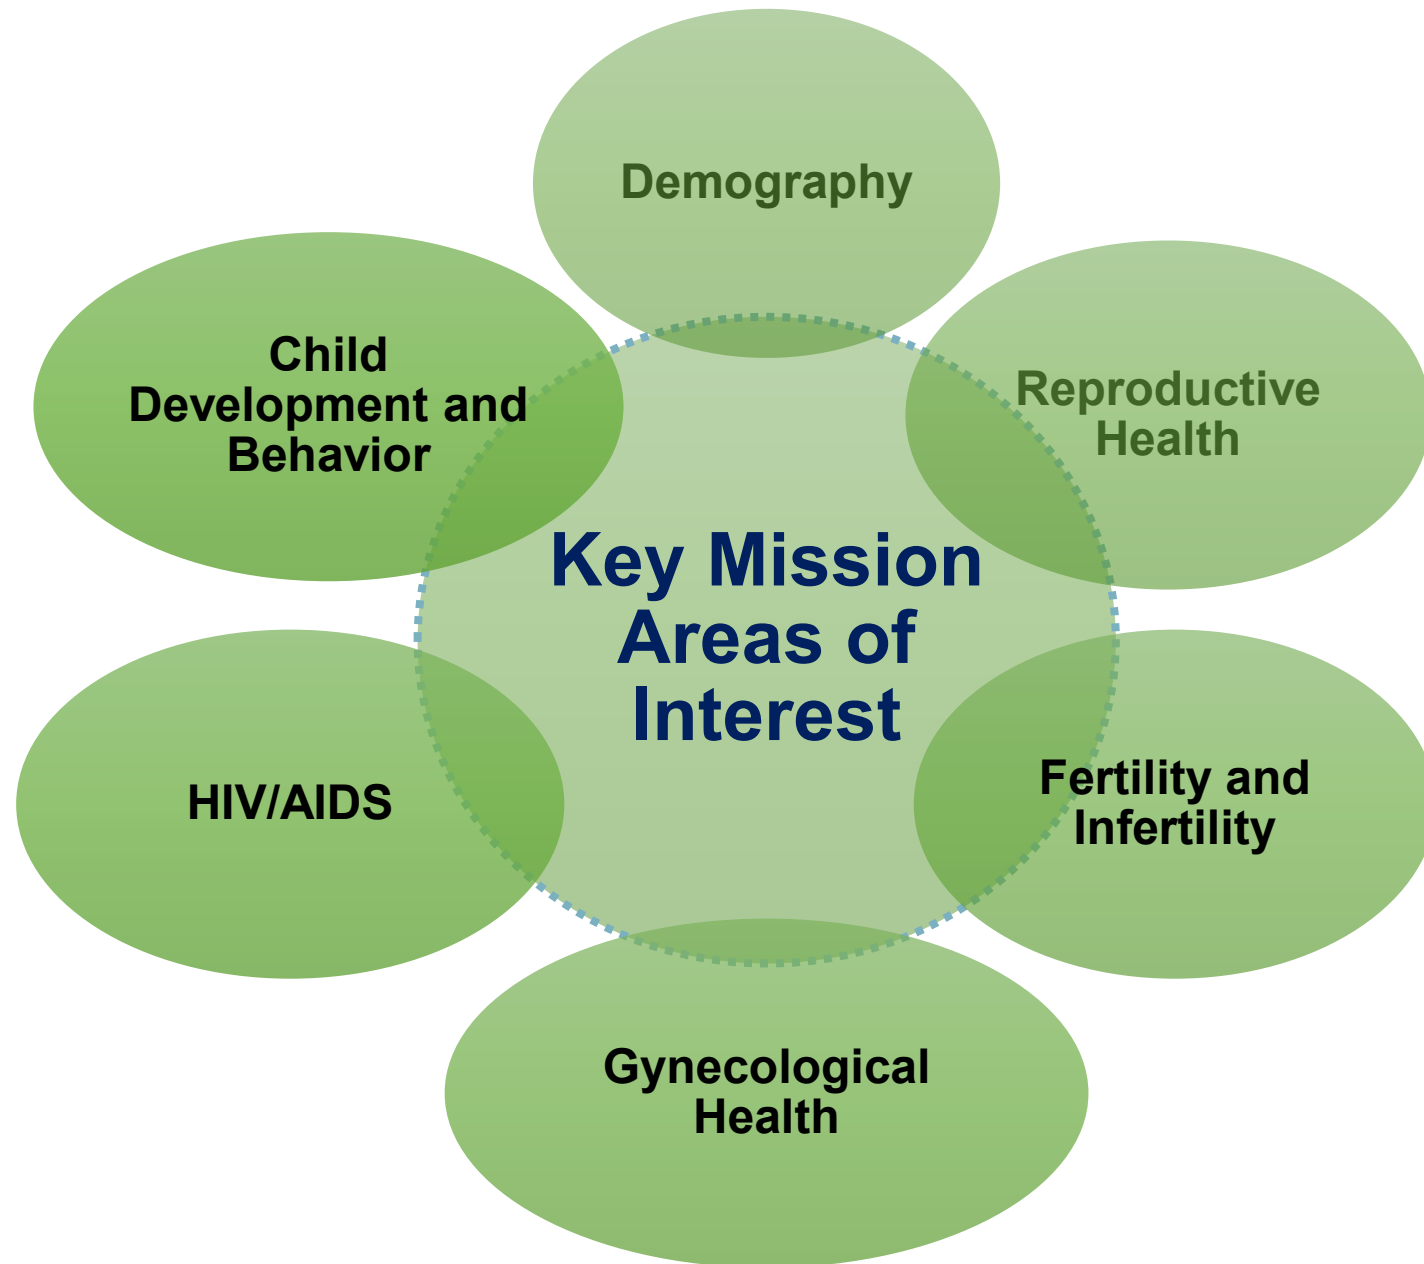 Demography
Child
Development and
Behavior
Reproductive
Health
Key Mission
Areas of
Interest
HIV/AIDS
Fertility and
Infertility
Gynecological
Health